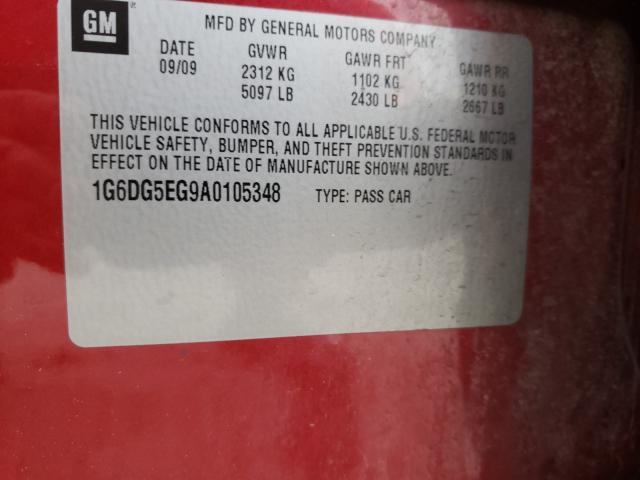 GM
MFD BY GENERAL MOTORS COMPANY
DATE GVWR GAWR FRT GAWR RR
09/09 2312 KG 1102 KG 1210 KG
5097 LB 2430 LB 2667 LB
THIS VEHICLE CONFORMS TO ALL APPLICABLE U.S. FEDERAL MOTOR
VEHICLE SAFETY, BUMPER, AND THEFT PREVENTION STANDARDS IN
EFFECT ON THE DATE OF MANUFACTURE SHOWN ABOVE.
1G6DG5EG9A0105348 TYPE: PASS CAR